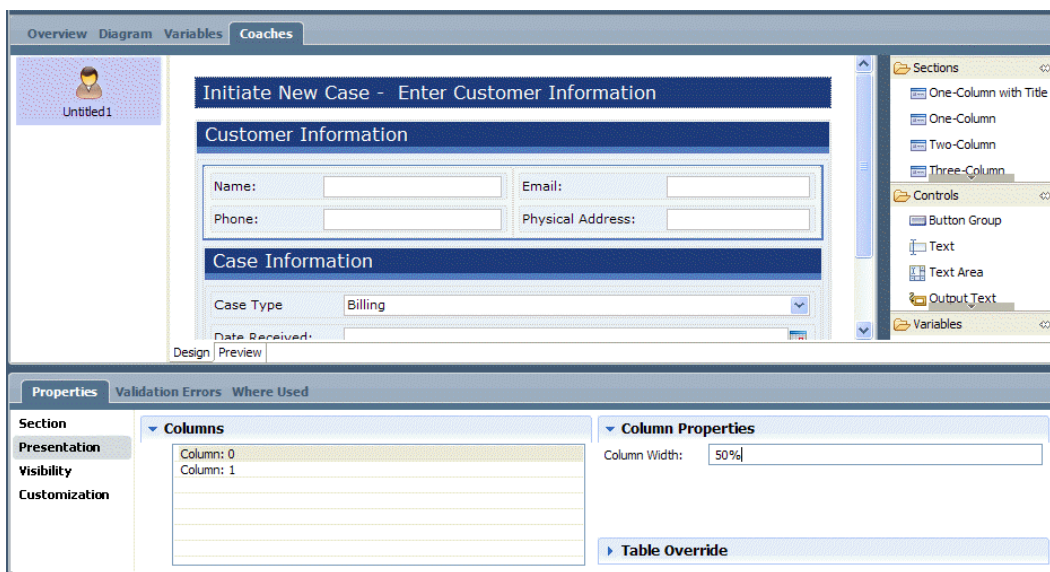 Overview Diagram Variables Coaches
Untitled1
Initiate New Case - Enter Customer Information
Customer Information
Name:
Email:
Phone:
Physical Address:
Case Information
Case Type
Billing
Date Received:
Design Preview
Sections
One-Column with Title
One-Column
Two-Column
Three-Column
Controls
Button Group
Text
Text Area
Output Text
Variables
Properties Validation Errors Where Used
Section
Presentation
Visibility
Customization
Columns
Column: 0
Column: 1
Column Properties
Column Width: 50%
Table Override